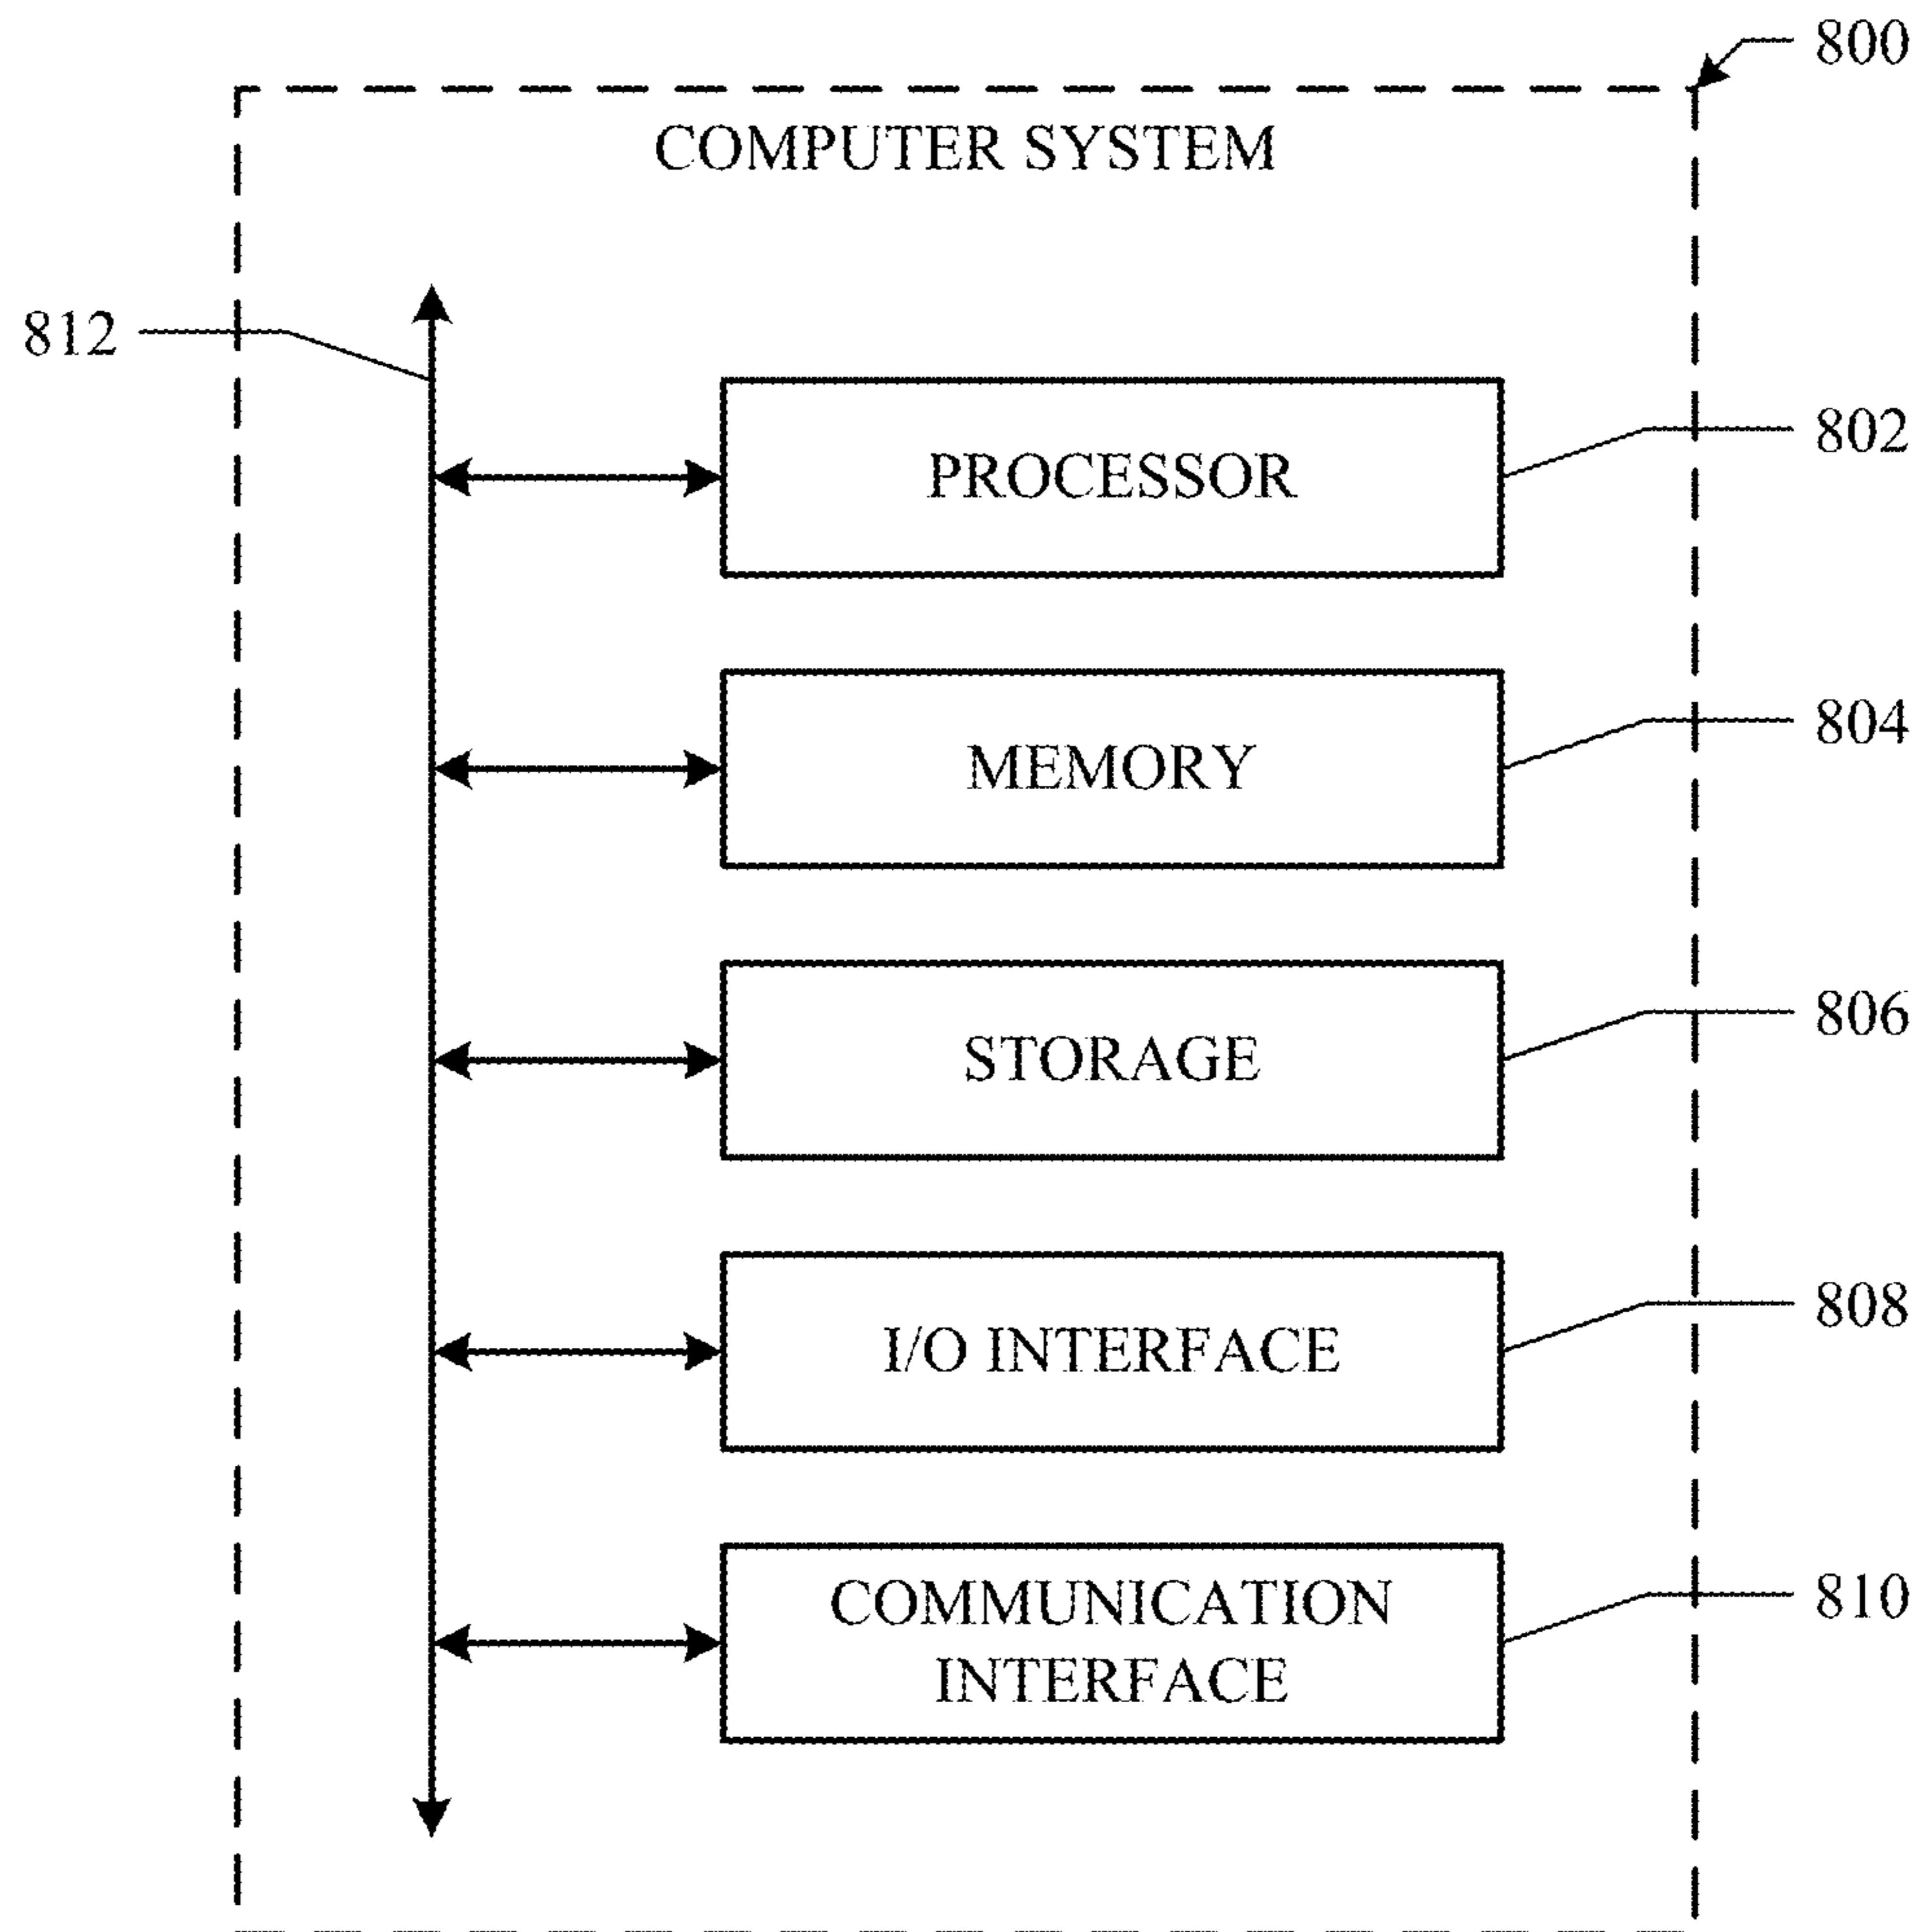 800
COMPUTER SYSTEM
812
PROCESSOR
802
MEMORY
804
STORAGE
806
I/O INTERFACE
808
COMMUNICATION
INTERFACE
810